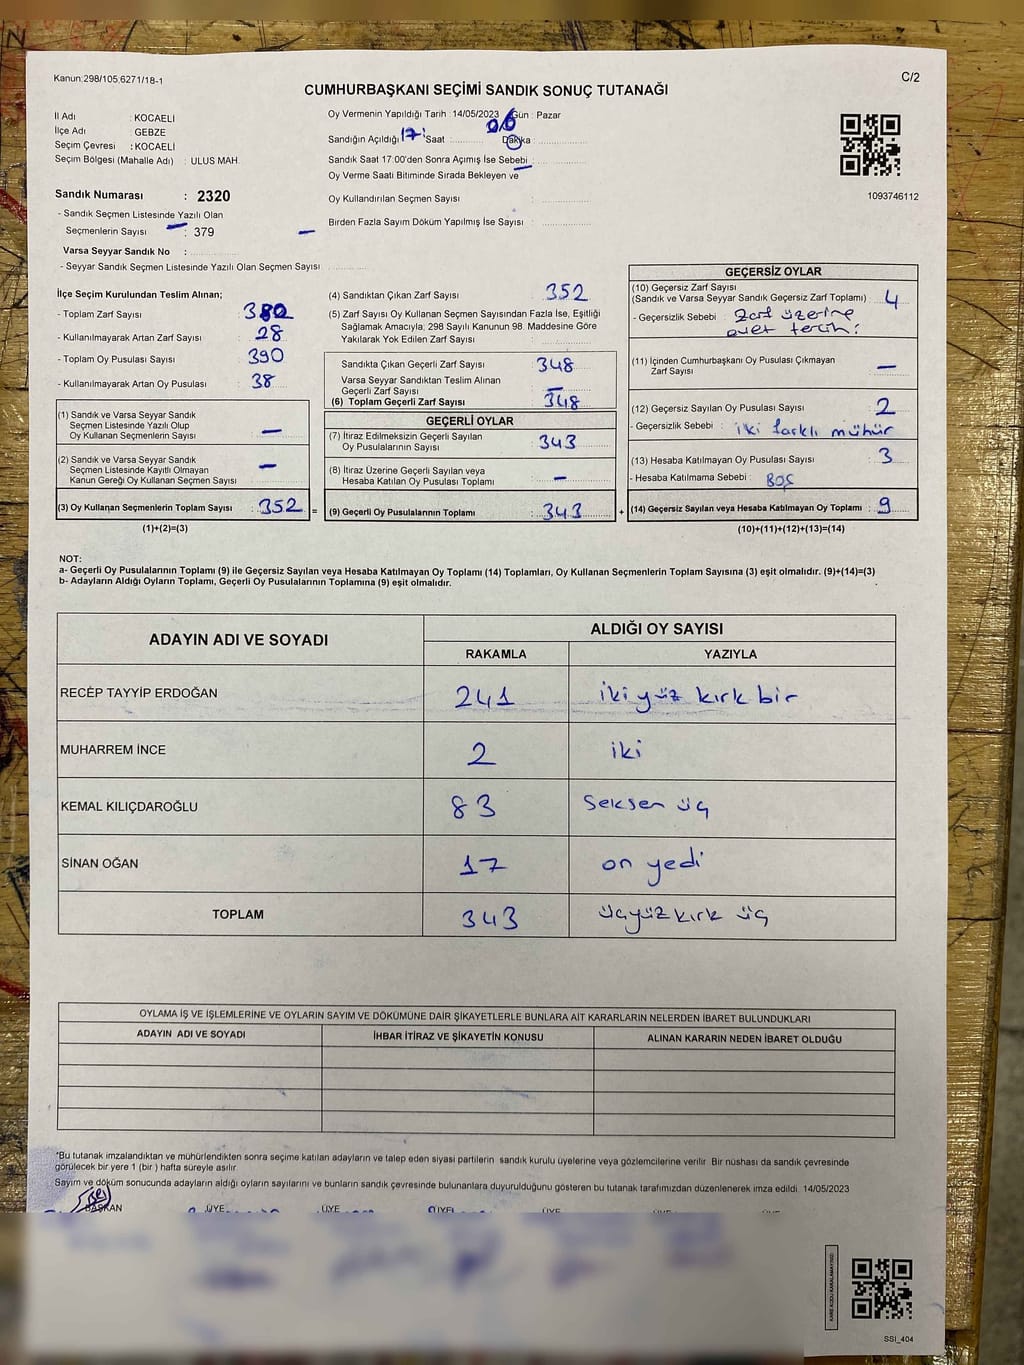 Kanun:298/105,6271/18-1
C/2
CUMHURBAŞKANI SEÇİMİ SANDIK SONUÇ TUTANAĞI
İl Adı : KOCAELİ
İlçe Adı : GEBZE
Seçim Çevresi : KOCAELİ
Seçim Bölgesi (Mahalle Adı) : ULUS MAH.
Oy Vermenin Yapıldığı Tarih : 14/05/2023 Gün : Pazar
Sandığın Açıldığı 17 Saat 06 Dakika
Sandık Saat 17:00'den Sonra Açımış İse Sebebi :
Oy Verme Saati Bitiminde Sırada Bekleyen ve
Oy Kullandırılan Seçmen Sayısı :
Birden Fazla Sayım Döküm Yapılmış İse Sayısı :
1093746112
Sandık Numarası : 2320
- Sandık Seçmen Listesinde Yazılı Olan
Seçmenlerin Sayısı : 379
Varsa Seyyar Sandık No :
- Seyyar Sandık Seçmen Listesinde Yazılı Olan Seçmen Sayısı
İlçe Seçim Kurulundan Teslim Alınan;
- Toplam Zarf Sayısı : 380
- Kullanılmayarak Artan Zarf Sayısı : 28
- Toplam Oy Pusulası Sayısı : 390
- Kullanılmayarak Artan Oy Pusulası : 38
(1) Sandık ve Varsa Seyyar Sandık
Seçmen Listesinde Yazılı Olup
Oy Kullanan Seçmenlerin Sayısı : —
(2) Sandık ve Varsa Seyyar Sandık
Seçmen Listesinde Kayıtlı Olmayan
Kanun Gereği Oy Kullanan Seçmen Sayısı : —
(3) Oy Kullanan Seçmenlerin Toplam Sayısı : 352
(1)+(2)=(3)
(4) Sandıktan Çıkan Zarf Sayısı : 352
(5) Zarf Sayısı Oy Kullanan Seçmen Sayısından Fazla İse, Eşitliği
Sağlamak Amacıyla, 298 Sayılı Kanunun 98. Maddesine Göre
Yakılarak Yok Edilen Zarf Sayısı :
Sandıkta Çıkan Geçerli Zarf Sayısı : 348
Varsa Seyyar Sandıktan Teslim Alınan
Geçerli Zarf Sayısı : —
(6) Toplam Geçerli Zarf Sayısı : 348
GEÇERLİ OYLAR
(7) İtiraz Edilmeksizin Geçerli Sayılan
Oy Pusulalarının Sayısı : 343
(8) İtiraz Üzerine Geçerli Sayılan veya
Hesaba Katılan Oy Pusulası Toplamı : —
= (9) Geçerli Oy Pusulalarının Toplamı : 343
GEÇERSİZ OYLAR
(10) Geçersiz Zarf Sayısı
(Sandık ve Varsa Seyyar Sandık Geçersiz Zarf Toplamı) : 4
- Geçersizlik Sebebi : Zarf üzerine
evet tercih:
(11) İçinden Cumhurbaşkanı Oy Pusulası Çıkmayan
Zarf Sayısı : —
(12) Geçersiz Sayılan Oy Pusulası Sayısı : 2
- Geçersizlik Sebebi : iki farklı mühür
(13) Hesaba Katılmayan Oy Pusulası Sayısı : 3
- Hesaba Katılmama Sebebi : Boş
+ (14) Geçersiz Sayılan veya Hesaba Katılmayan Oy Toplamı : 9
(10)+(11)+(12)+(13)=(14)
NOT:
a- Geçerli Oy Pusulalarının Toplamı (9) ile Geçersiz Sayılan veya Hesaba Katılmayan Oy Toplamı (14) Toplamları, Oy Kullanan Seçmenlerin Toplam Sayısına (3) eşit olmalıdır. (9)+(14)=(3)
b- Adayların Aldığı Oyların Toplamı, Geçerli Oy Pusulalarının Toplamına (9) eşit olmalıdır.
ADAYIN ADI VE SOYADI
ALDIĞI OY SAYISI
RAKAMLA YAZIYLA
RECEP TAYYİP ERDOĞAN 241 iki yüz kırk bir
MUHARREM İNCE 2 iki
KEMAL KILIÇDAROĞLU 83 Seksen üç
SİNAN OĞAN 17 on yedi
TOPLAM 343 üçyüz kırk üç
OYLAMA İŞ VE İŞLEMLERİNE VE OYLARIN SAYIM VE DÖKÜMÜNE DAİR ŞİKAYETLERLE BUNLARA AİT KARARLARIN NELERDEN İBARET BULUNDUKLARI
ADAYIN ADI VE SOYADI İHBAR İTİRAZ VE ŞİKAYETİN KONUSU ALINAN KARARIN NEDEN İBARET OLDUĞU
*Bu tutanak imzalandıktan ve mühürlendikten sonra seçime katılan adayların ve talep eden siyasi partilerin sandık kurulu üyelerine veya gözlemcilerine verilir. Bir nüshası da sandık çevresinde
görülecek bir yere 1 (bir) hafta süreyle asılır.
Sayım ve döküm sonucunda adayların aldığı oyların sayılarını ve bunların sandık çevresinde bulunanlara duyurulduğunu gösteren bu tutanak tarafımızdan düzenlenerek imza edildi. 14/05/2023
BAŞKAN ÜYE ÜYE ÜYE ÜYE ÜYE ÜYE
SSİ_404